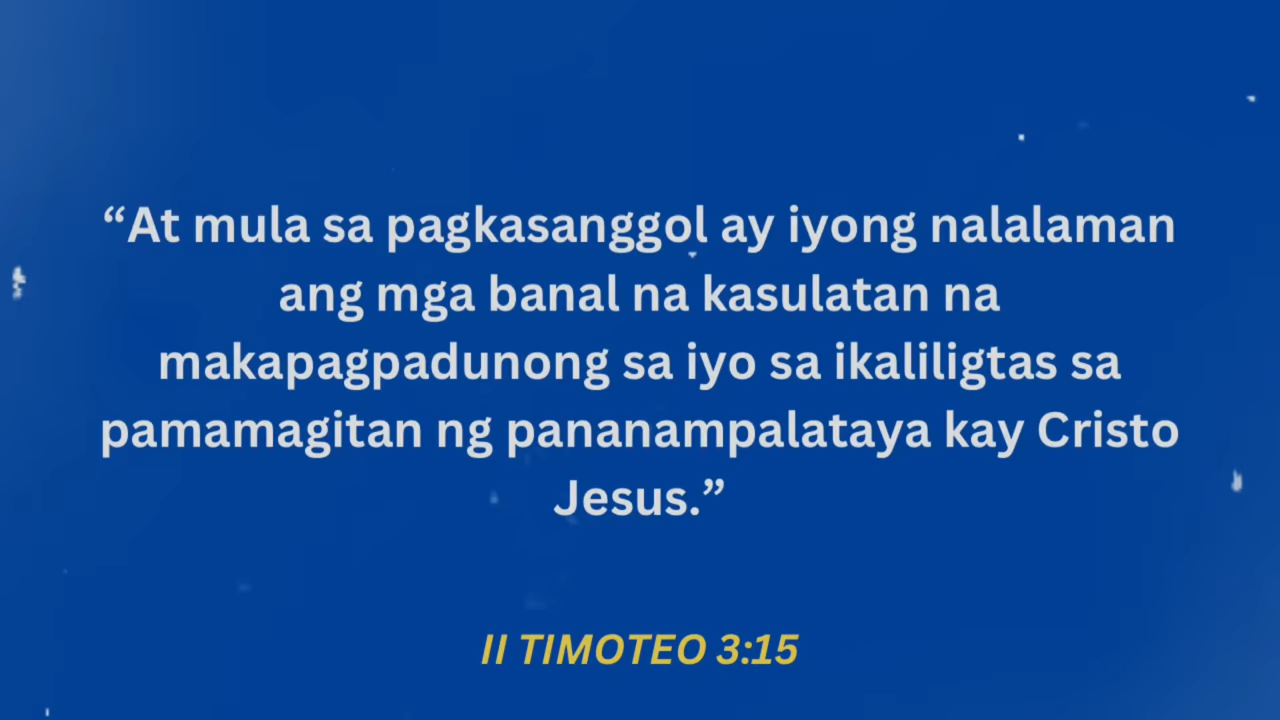 “At mula sa pagkasanggol ay iyong nalalaman
ang mga banal na kasulatan na
makapagpadunong sa iyo sa ikaliligtas sa
pamamagitan ng pananampalataya kay Cristo
Jesus.”
II TIMOTEO 3:15